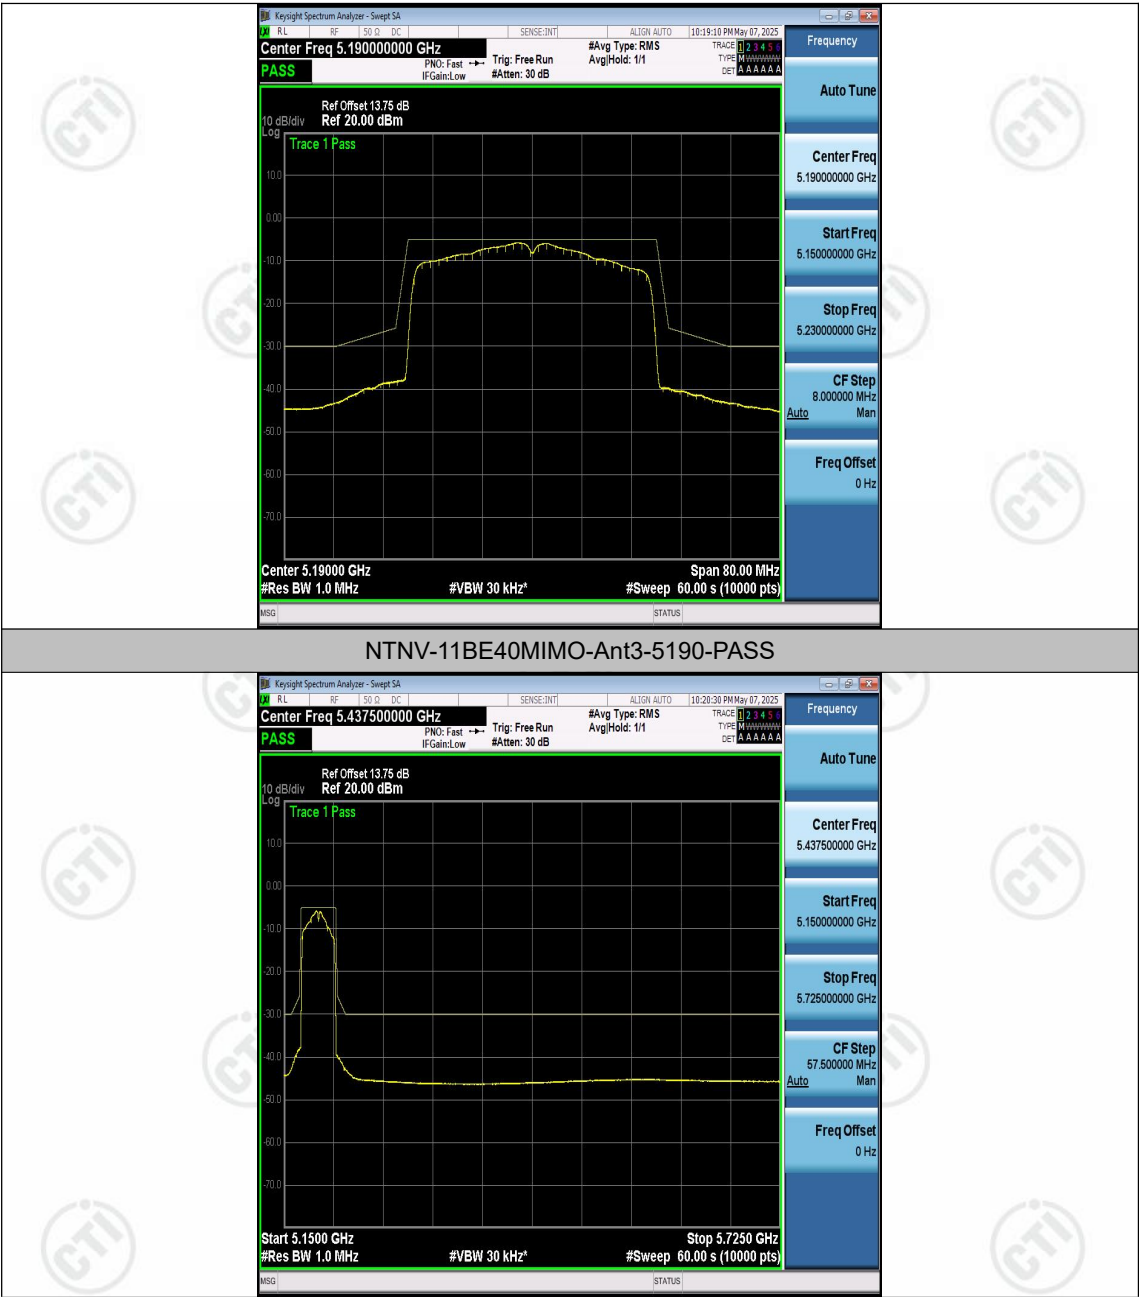 Keysight Spectrum Analyzer - Swept SA
RL RF 50 Ω DC SENSE:INT ALIGN AUTO 10:19:10 PM May 07, 2025
Center Freq 5.190000000 GHz
PASS
PNO: Fast
IFGain:Low
Trig: Free Run
#Atten: 30 dB
#Avg Type: RMS
Avg|Hold: 1/1
TRACE 1 2 3 4 5 6
TYPE M WWWWW
DET A A A A A A
Ref Offset 13.75 dB
10 dB/div Ref 20.00 dBm
Log
Trace 1 Pass
10.0
0.00
-10.0
-20.0
-30.0
-40.0
-50.0
-60.0
-70.0
Center 5.19000 GHz Span 80.00 MHz
#Res BW 1.0 MHz #VBW 30 kHz* #Sweep 60.00 s (10000 pts)
MSG STATUS
Frequency
Auto Tune
Center Freq
5.190000000 GHz
Start Freq
5.150000000 GHz
Stop Freq
5.230000000 GHz
CF Step
8.000000 MHz
Auto Man
Freq Offset
0 Hz
NTNV-11BE40MIMO-Ant3-5190-PASS
Keysight Spectrum Analyzer - Swept SA
RL RF 50 Ω DC SENSE:INT ALIGN AUTO 10:20:30 PM May 07, 2025
Center Freq 5.437500000 GHz
PASS
PNO: Fast
IFGain:Low
Trig: Free Run
#Atten: 30 dB
#Avg Type: RMS
Avg|Hold: 1/1
TRACE 1 2 3 4 5 6
TYPE M WWWWW
DET A A A A A A
Ref Offset 13.75 dB
10 dB/div Ref 20.00 dBm
Log
Trace 1 Pass
10.0
0.00
-10.0
-20.0
-30.0
-40.0
-50.0
-60.0
-70.0
Start 5.1500 GHz Stop 5.7250 GHz
#Res BW 1.0 MHz #VBW 30 kHz* #Sweep 60.00 s (10000 pts)
MSG STATUS
Frequency
Auto Tune
Center Freq
5.437500000 GHz
Start Freq
5.150000000 GHz
Stop Freq
5.725000000 GHz
CF Step
57.500000 MHz
Auto Man
Freq Offset
0 Hz
CTI
CTI
CTI
CTI
CTI
CTI
CTI
CTI
CTI
CTI